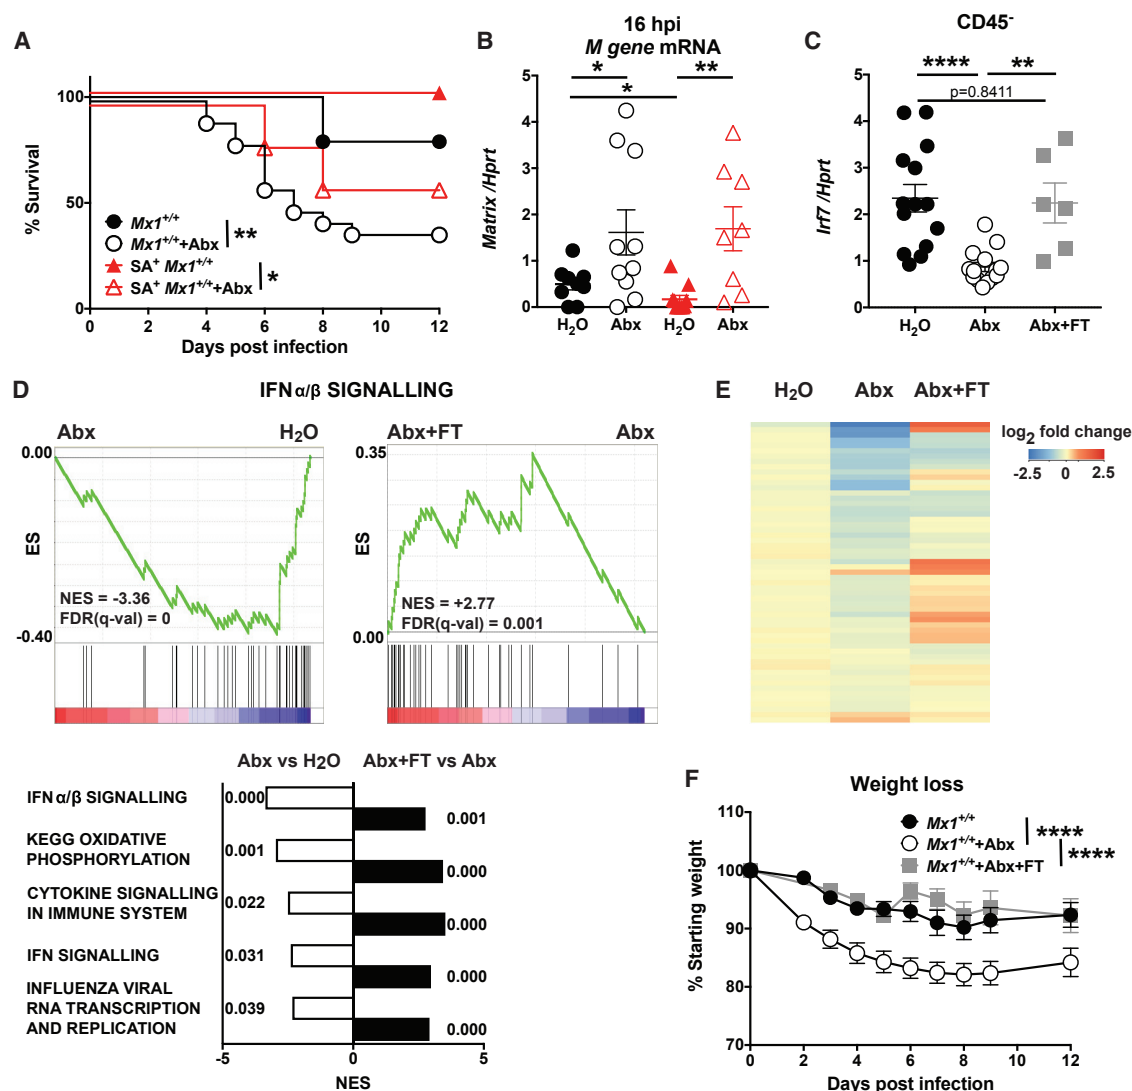 A
100
50
0
% Survival
Mx1+/+
Mx1+/++Abx
SA+ Mx1+/+
SA+ Mx1+/++Abx
**
*
0 2 4 6 8 10 12
Days post infection
B
16 hpi
M gene mRNA
* **
*
5
4
3
2
1
0
Matrix /Hprt
H2O Abx H2O Abx
C
CD45-
**** **
p=0.8411
5
4
3
2
1
0
Irf7 /Hprt
H2O Abx Abx+FT
D
IFN α/β SIGNALLING
Abx H2O
0.00
ES
-0.40
NES = -3.36
FDR(q-val) = 0
Abx+FT Abx
0.35
ES
0.00
NES = +2.77
FDR(q-val) = 0.001
Abx vs H2O Abx+FT vs Abx
IFN α/β SIGNALLING
0.000 0.001
KEGG OXIDATIVE
PHOSPHORYLATION
0.001 0.000
CYTOKINE SIGNALLING
IN IMMUNE SYSTEM
0.022 0.000
IFN SIGNALLING
0.031 0.000
INFLUENZA VIRAL
RNA TRANSCRIPTION
AND REPLICATION
0.039 0.000
-5 0 5
NES
E
H2O Abx Abx+FT
log2 fold change
-2.5 0 2.5
F
Weight loss
Mx1+/+
Mx1+/++Abx
Mx1+/++Abx+FT
****
****
110
100
90
80
70
% Starting weight
0 2 4 6 8 10 12
Days post infection